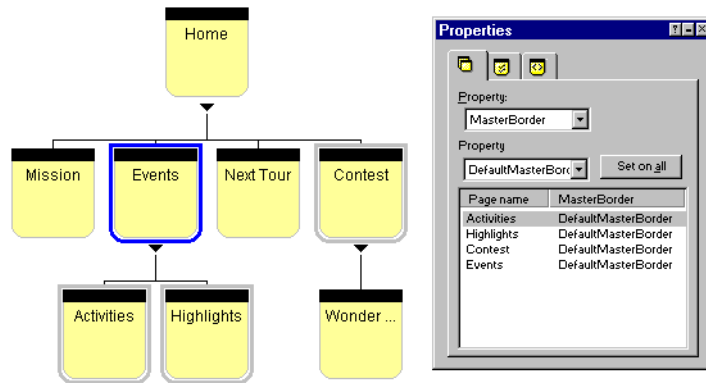 Home
Mission
Events
Next Tour
Contest
Activities
Highlights
Wonder ...
Properties
Property:
MasterBorder
Property
DefaultMasterBorc
Set on all
Page name MasterBorder
Activities DefaultMasterBorder
Highlights DefaultMasterBorder
Contest DefaultMasterBorder
Events DefaultMasterBorder